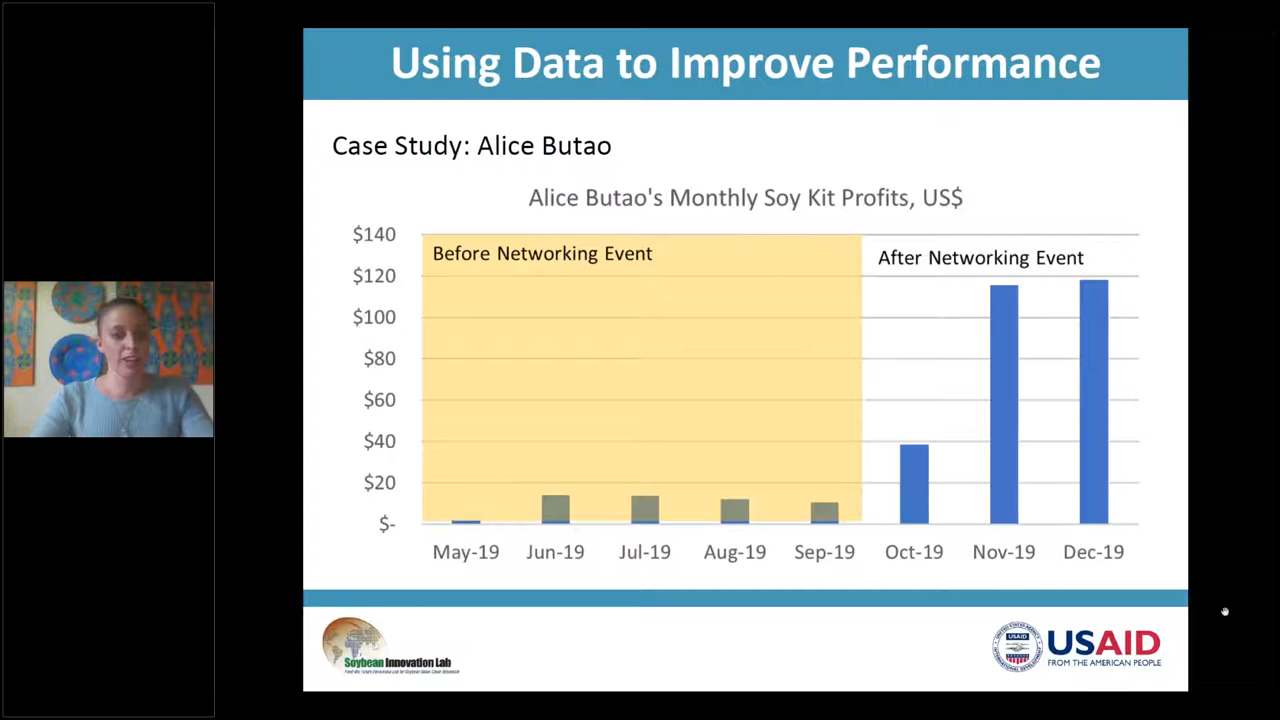 Using Data to Improve Performance
Case Study: Alice Butao
Alice Butao's Monthly Soy Kit Profits, US$
$140
Before Networking Event
After Networking Event
$120
$100
$80
$60
$40
$20
$-
May-19 Jun-19 Jul-19 Aug-19 Sep-19 Oct-19 Nov-19 Dec-19
Soybean Innovation Lab
USAID
USAID
FROM THE AMERICAN PEOPLE